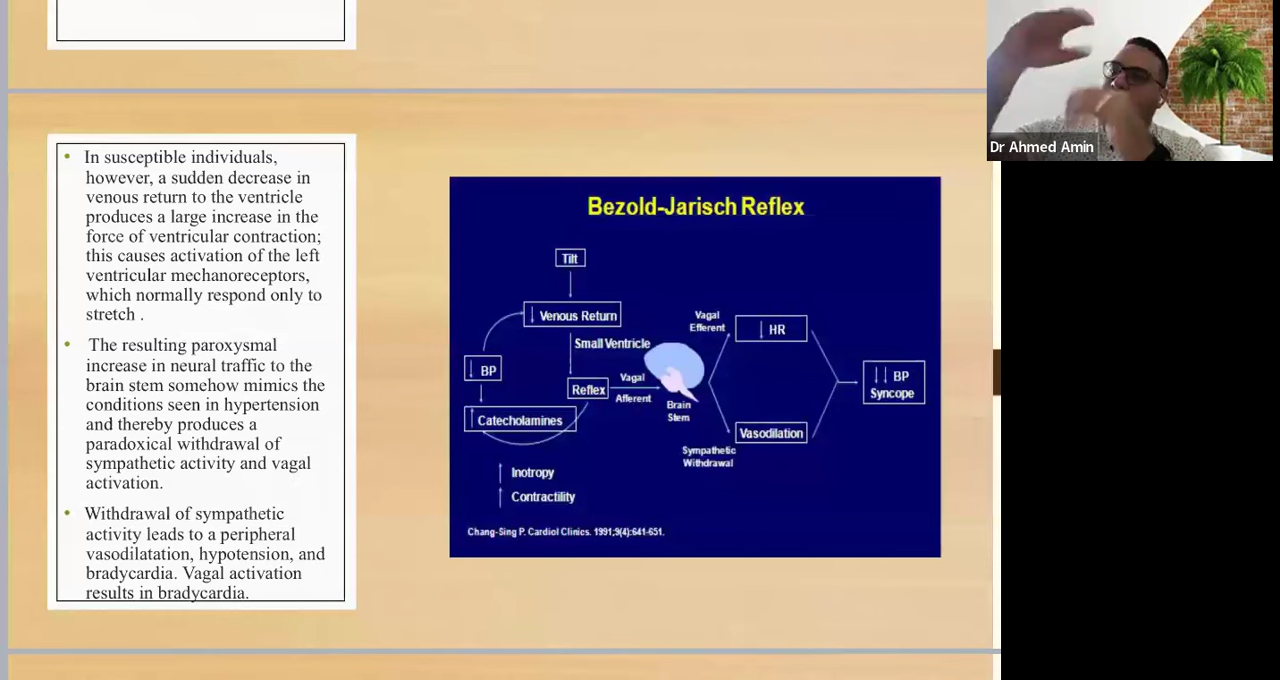 • In susceptible individuals,
however, a sudden decrease in
venous return to the ventricle
produces a large increase in the
force of ventricular contraction;
this causes activation of the left
ventricular mechanoreceptors,
which normally respond only to
stretch .
• The resulting paroxysmal
increase in neural traffic to the
brain stem somehow mimics the
conditions seen in hypertension
and thereby produces a
paradoxical withdrawal of
sympathetic activity and vagal
activation.
• Withdrawal of sympathetic
activity leads to a peripheral
vasodilatation, hypotension, and
bradycardia. Vagal activation
results in bradycardia.
Bezold-Jarisch Reflex
Tilt
↓ Venous Return
Small Ventricle
↓ BP
Reflex
↑ Catecholamines
↑ Inotropy
↑ Contractility
Vagal
Afferent
Brain
Stem
Vagal
Efferent
↓ HR
Sympathetic
Withdrawal
Vasodilation
↓↓ BP
Syncope
Chang-Sing P. Cardiol Clinics. 1991;9(4):641-651.
Dr Ahmed Amin